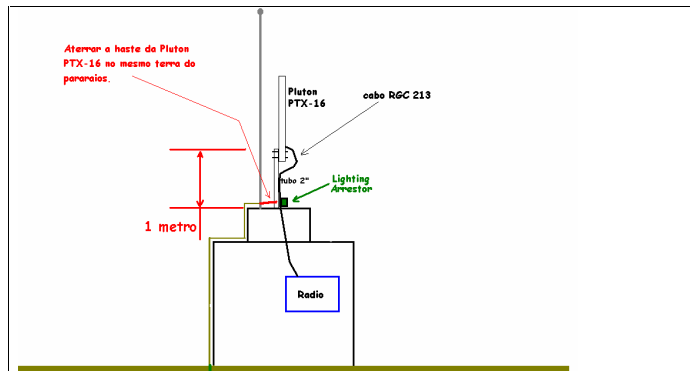 Aterrar a haste da Pluton
PTX-16 no mesmo terra do
pararaios.
Pluton
PTX-16
cabo RGC 213
tubo 2"
Lighting
Arrestor
1 metro
Radio